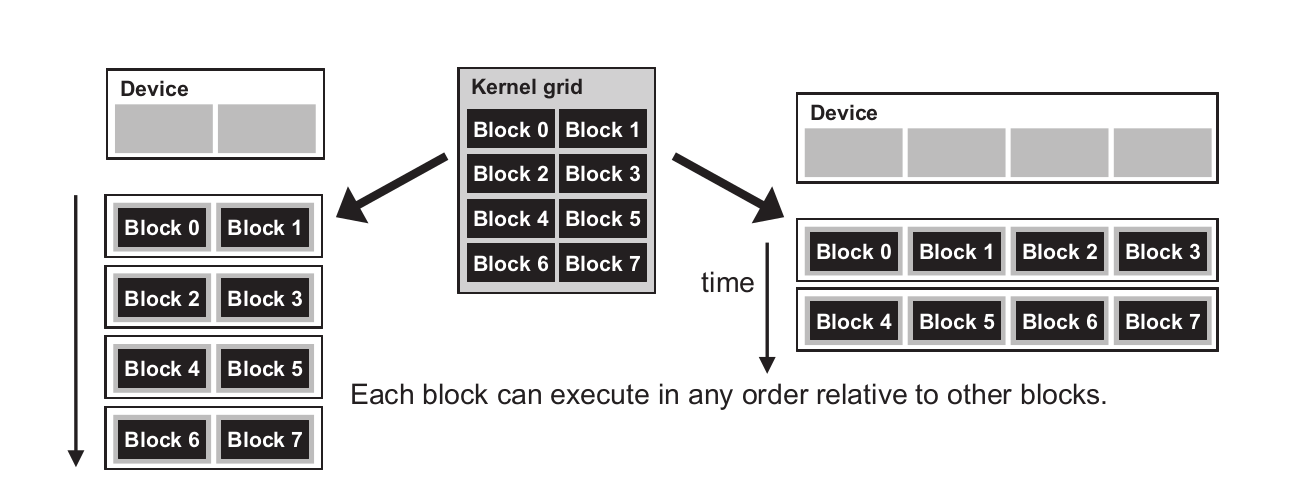 Device
Block 0 Block 1
Block 2 Block 3
Block 4 Block 5
Block 6 Block 7
Kernel grid
Block 0 Block 1
Block 2 Block 3
Block 4 Block 5
Block 6 Block 7
Device
time
Block 0 Block 1 Block 2 Block 3
Block 4 Block 5 Block 6 Block 7
Each block can execute in any order relative to other blocks.